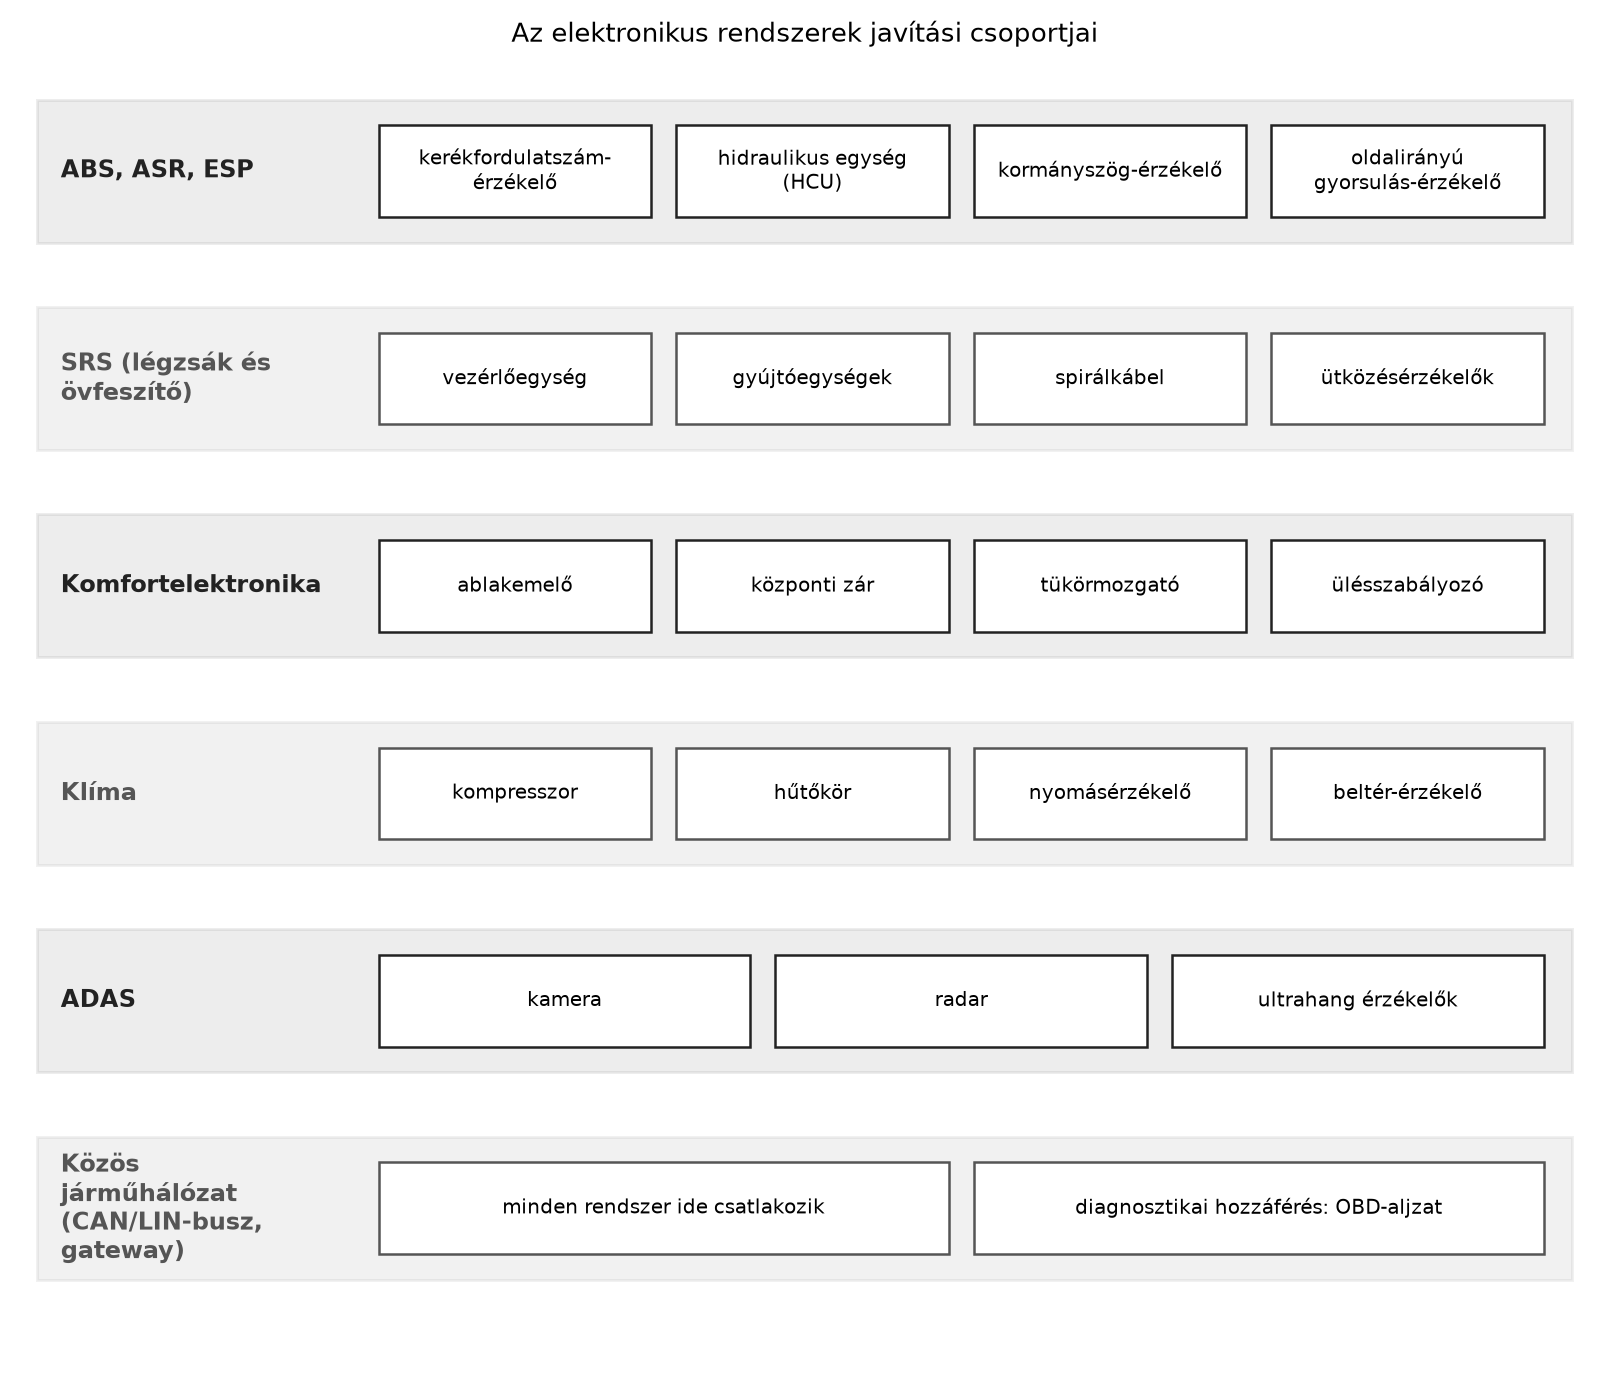 Az elektronikus rendszerek javítási csoportjai
ABS, ASR, ESP
kerékfordulatszám-
érzékelő
hidraulikus egység
(HCU)
kormányszög-érzékelő
oldalirányú
gyorsulás-érzékelő
SRS (légzsák és
övfeszítő)
vezérlőegység
gyújtóegységek
spirálkábel
ütközésérzékelők
Komfortelektronika
ablakemelő
központi zár
tükörmozgató
ülésszabályozó
Klíma
kompresszor
hűtőkör
nyomásérzékelő
beltér-érzékelő
ADAS
kamera
radar
ultrahang érzékelők
Közös
járműhálózat
(CAN/LIN-busz,
gateway)
minden rendszer ide csatlakozik
diagnosztikai hozzáférés: OBD-aljzat